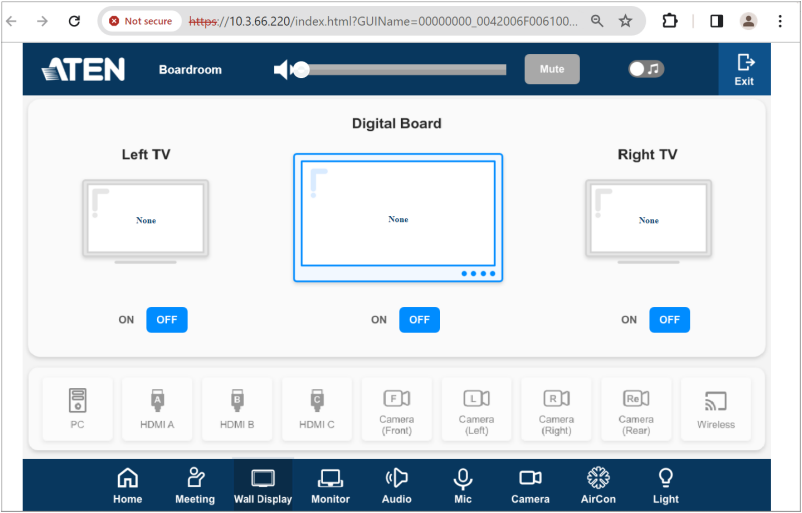 Not secure https://10.3.66.220/index.html?GUIName=00000000_0042006F006100...
ATEN Boardroom Mute Exit
Digital Board
Left TV Right TV
None None None
ON OFF ON OFF ON OFF
A B C F L R Re
PC HDMI A HDMI B HDMI C Camera (Front) Camera (Left) Camera (Right) Camera (Rear) Wireless
Home Meeting Wall Display Monitor Audio Mic Camera AirCon Light